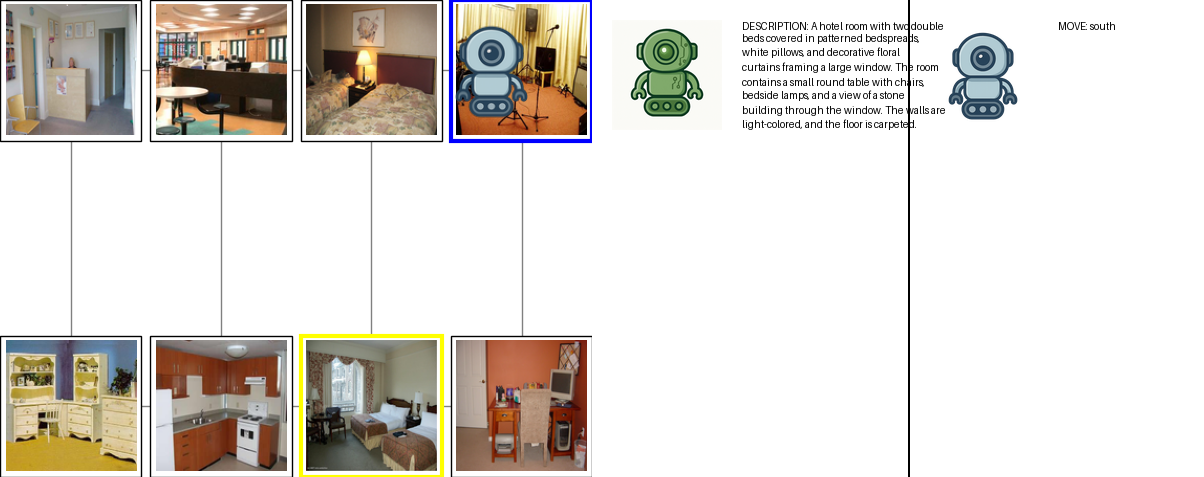 DESCRIPTION: A hotel room with two double
beds covered in patterned bedspreads,
white pillows, and decorative floral
curtains framing a large window. The room
contains a small round table with chairs,
bedside lamps, and a view of a stone
building through the window. The walls are
light-colored, and the floor is carpeted.
MOVE: south